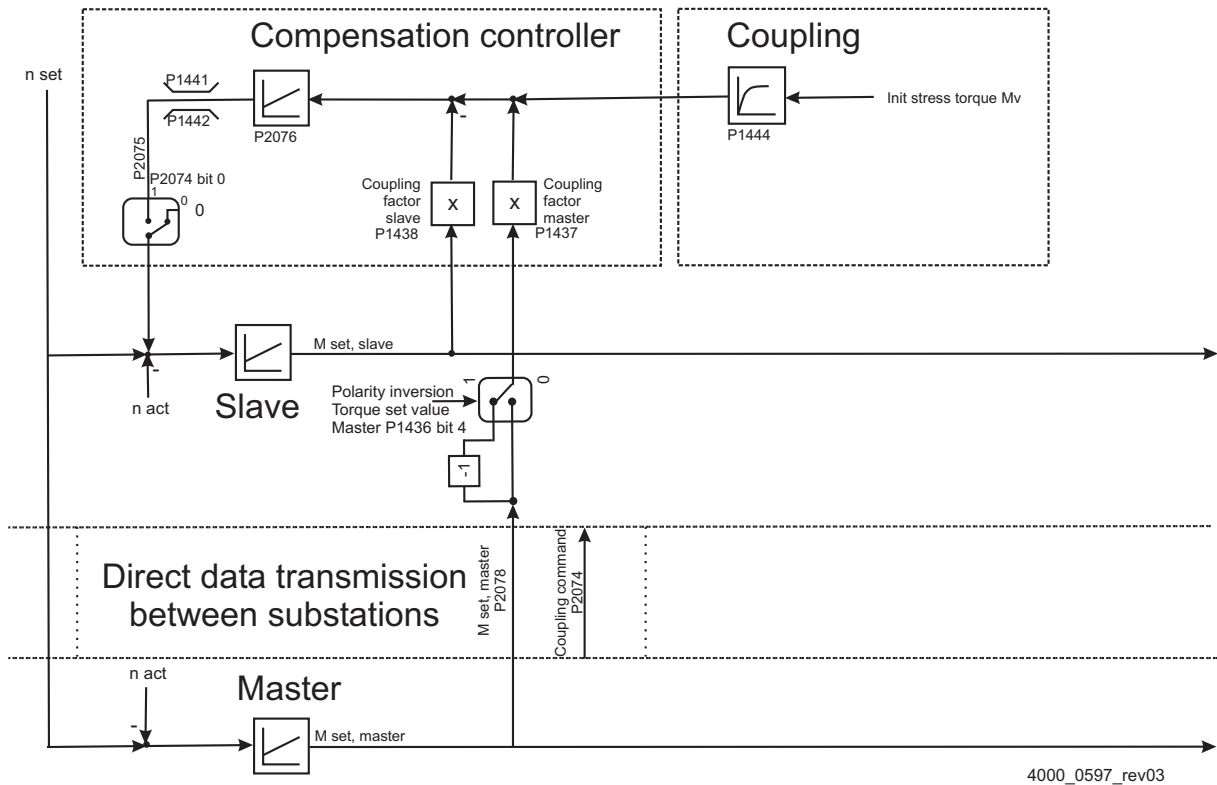 Compensation controller
Coupling
n set
P1441
P1442
P2076
P1444
Init stress torque Mv
P2075
P2074 bit 0
1
0
0
Coupling
factor
slave
P1438
x
x
Coupling
factor
master
P1437
-
M set, slave
-
n act
Slave
1
0
Polarity inversion
Torque set value
Master P1436 bit 4
-1
Direct data transmission
between substations
M set, master
P2078
Coupling command
P2074
n act
-
Master
M set, master
4000_0597_rev03